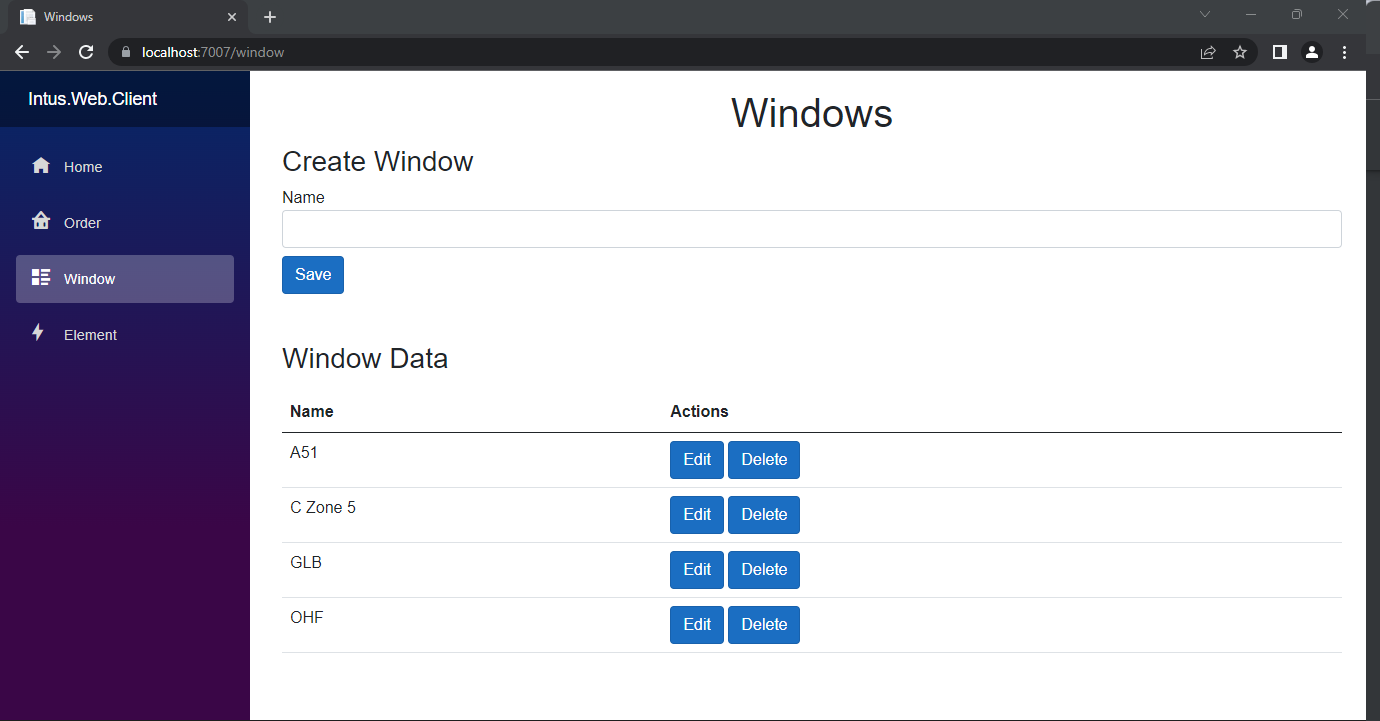 Windows
localhost:7007/window
Intus.Web.Client
Home
Order
Window
Element
Windows
Create Window
Name
Save
Window Data
Name Actions
A51 Edit Delete
C Zone 5 Edit Delete
GLB Edit Delete
OHF Edit Delete